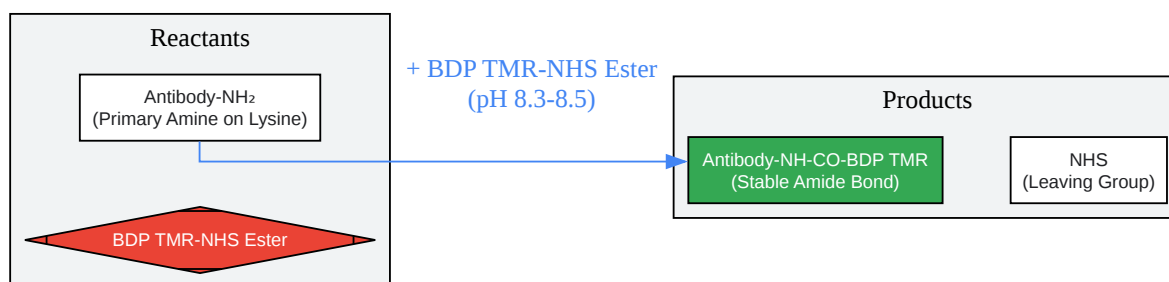 Reactants
Antibody-NH₂
(Primary Amine on Lysine)
BDP TMR-NHS Ester
+ BDP TMR-NHS Ester
(pH 8.3-8.5)
Products
Antibody-NH-CO-BDP TMR
(Stable Amide Bond)
NHS
(Leaving Group)